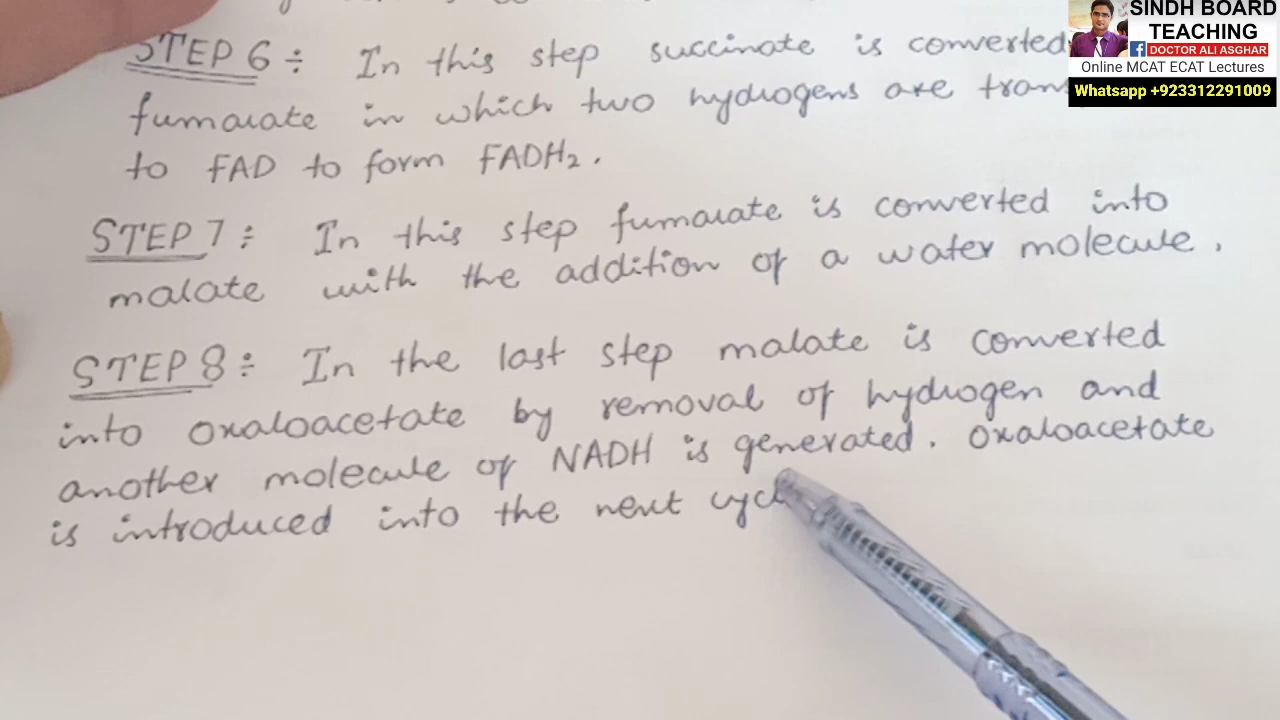 SINDH BOARD
TEACHING
DOCTOR ALI ASGHAR
Online MCAT ECAT Lectures
Whatsapp +923312291009
STEP 6 ÷ In this step succinate is converted
fumarate in which two hydrogens are
to FAD to form FADH₂.
STEP 7 ÷ In this step fumarate is converted into
malate with the addition of a water molecule.
STEP 8 ÷ In the last step malate is converted
into oxaloacetate by removal of hydrogen and
another molecule of NADH is generated. Oxaloacetate
is introduced into the next